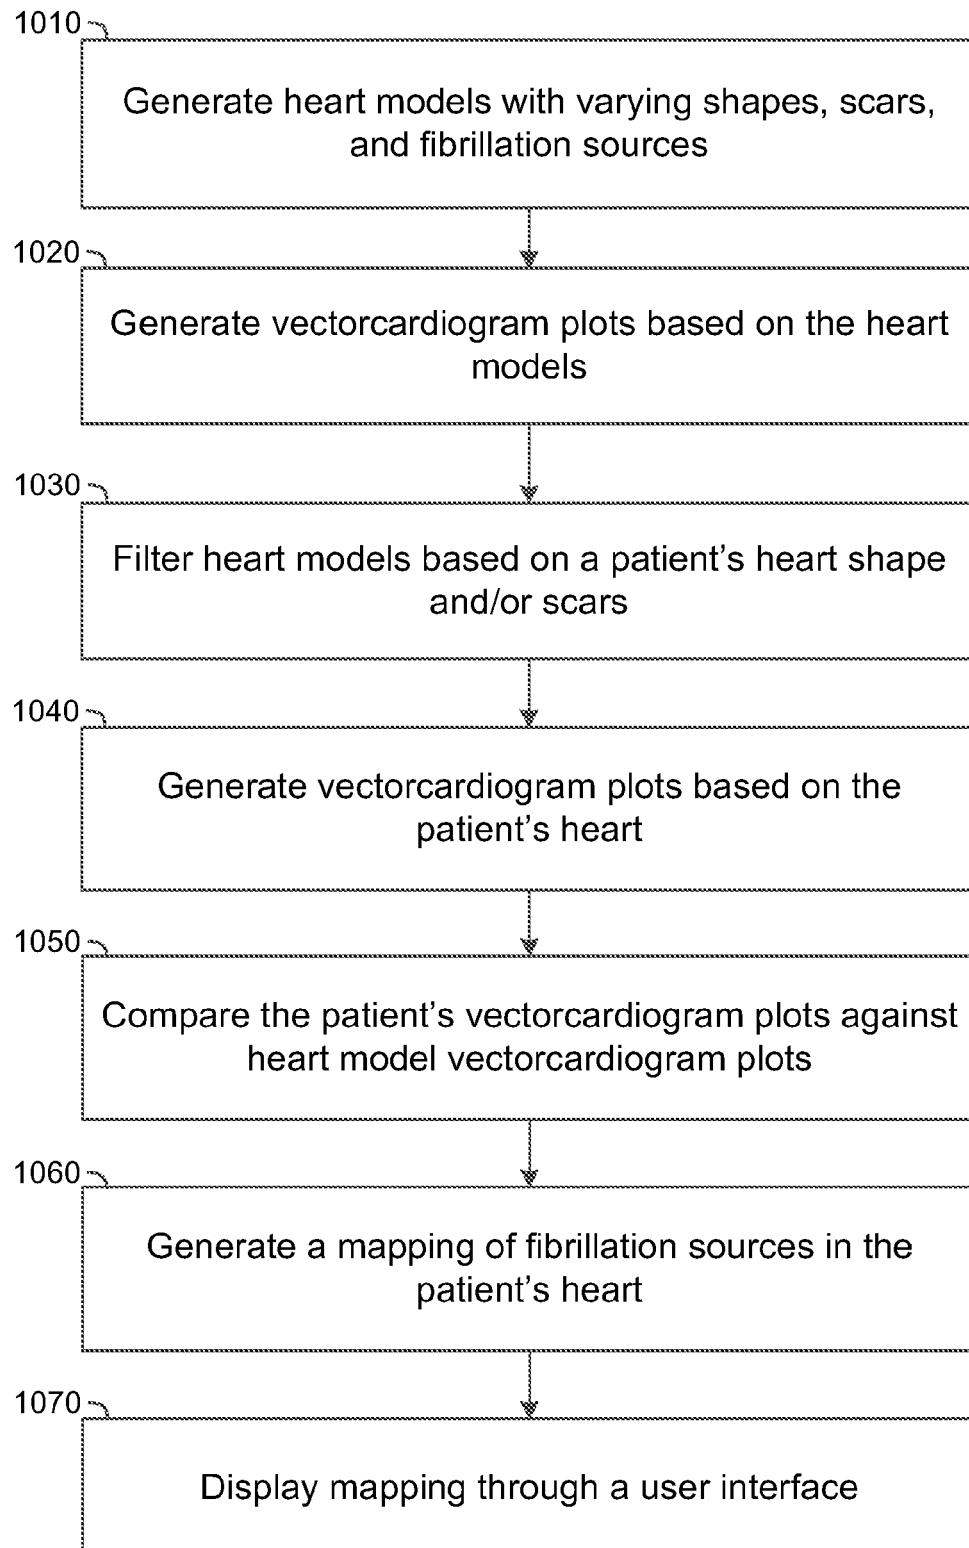 1010
Generate heart models with varying shapes, scars,
and fibrillation sources
1020
Generate vectorcardiogram plots based on the heart
models
1030
Filter heart models based on a patient's heart shape
and/or scars
1040
Generate vectorcardiogram plots based on the
patient's heart
1050
Compare the patient's vectorcardiogram plots against
heart model vectorcardiogram plots
1060
Generate a mapping of fibrillation sources in the
patient's heart
1070
Display mapping through a user interface